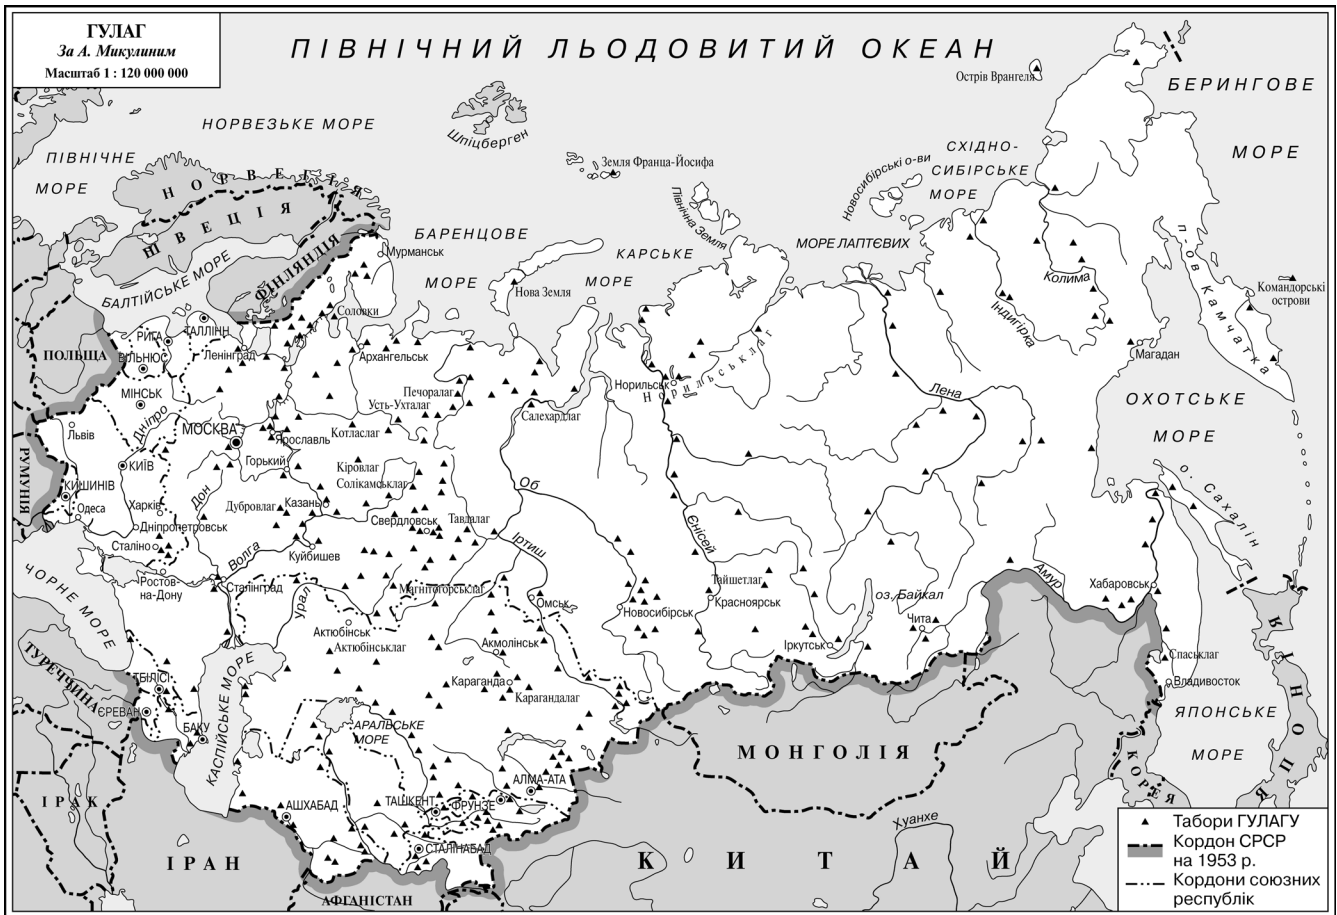 ГУЛАГ
За А. Микулиним
Масштаб 1 : 120 000 000
ПІВНІЧНИЙ ЛЬОДОВИТИЙ ОКЕАН
Острів Врангеля
БЕРИНГОВЕ
МОРЕ
НОРВЕЗЬКЕ МОРЕ
Шпіцберген
ПІВНІЧНЕ
МОРЕ
Земля Франца-Йосифа
Північна Земля
Новосибірські о-ви
СХІДНО-
СИБІРСЬКЕ
МОРЕ
НОРВЕГІЯ
ШВЕЦІЯ
ФІНЛЯНДІЯ
БАЛТІЙСЬКЕ МОРЕ
Мурманськ
БАРЕНЦОВЕ
МОРЕ
КАРСЬКЕ
МОРЕ
МОРЕ ЛАПТЄВИХ
Нова Земля
Колима
Індигірка
п-ов Камчатка
Командорські
острови
Соловки
ТАЛЛІНН
РИГА
ВІЛЬНЮС
Ленінград
Архангельськ
ПОЛЬЩА
Магадан
Норильськ
Норильськлаг
Лена
МІНСЬК
Печоралаг
Усть-Ухталаг
Салехардлаг
ОХОТСЬКЕ
МОРЕ
Дніпро
МОСКВА
Львів
Ярославль
Котласлаг
РУМУНІЯ
КИЇВ
Горький
Кіровлаг
Солікамськлаг
о. Сахалін
КИШИНІВ
Одеса
Харків
Дон
Дубровлаг
Казань
Об
Свердловськ
Тавдалаг
Єнісей
Дніпропетровськ
Сталіно
Волга
Куйбишев
Іртиш
ЧОРНЕ МОРЕ
Ростов-
на-Дону
Сталінград
Урал
Магнітогорськлаг
Омськ
Новосибірськ
Тайшетлаг
Красноярськ
оз. Байкал
Чита
Амур
Хабаровськ
Актюбінськ
Актюбінськлаг
Акмолінськ
Іркутськ
Спаськлаг
Владивосток
ТУРЕЧЧИНА
ТБІЛІСІ
ЄРЕВАН
БАКУ
КАСПІЙСЬКЕ МОРЕ
Караганда
Карагандалаг
АРАЛЬСЬКЕ
МОРЕ
МОНГОЛІЯ
ЯПОНСЬКЕ
МОРЕ
ЯПОНІЯ
КОРЕЯ
ІРАК
АШХАБАД
ТАШКЕНТ
ФРУНЗЕ
АЛМА-АТА
СТАЛІНАБАД
ІРАН
АФГАНІСТАН
КИТАЙ
Хуанхе
Табори ГУЛАГУ
Кордон СРСР
на 1953 р.
Кордони союзних
республік